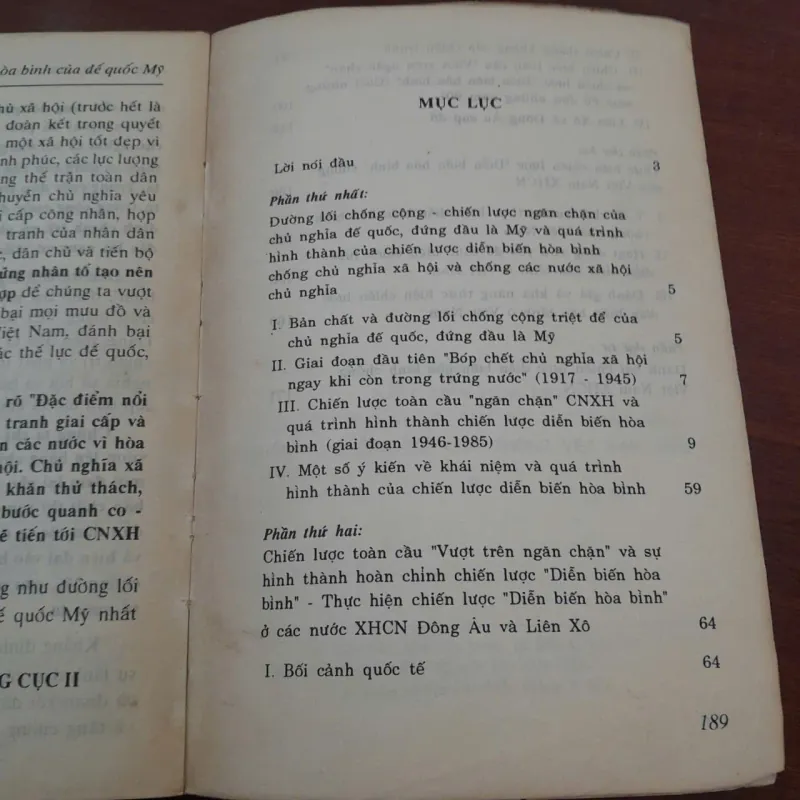 òa bình của đế quốc Mỹ
hủ xã hội (trước hết là
đoàn kết trong quyết
một xã hội tốt đẹp vì
nh phúc, các lực lượng
ng thế trận toàn dân
huyễn chủ nghĩa yêu
i cấp công nhân, hợp
tranh của nhân dân
, dân chủ và tiến bộ
ững nhân tố tạo nên
ợp để chúng ta vượt
bại mọi mưu đồ và
iệt Nam, đánh bại
ác thế lực đế quốc,
rõ "Đặc điểm nổi
tranh giai cấp và
n các nước vì hòa
ội. Chủ nghĩa xã
khăn thử thách,
bước quanh co -
ẽ tiến tới CNXH
ng như đường lối
ế quốc Mỹ nhất
G CỤC II
MỤC LỤC
Lời nói đầu 3
Phần thứ nhất:
Đường lối chống cộng - chiến lược ngăn chặn của
chủ nghĩa đế quốc, đứng đầu là Mỹ và quá trình
hình thành của chiến lược diễn biến hòa bình
chống chủ nghĩa xã hội và chống các nước xã hội
chủ nghĩa 5
I. Bản chất và đường lối chống cộng triệt để của
chủ nghĩa đế quốc, đứng đầu là Mỹ 5
II. Giai đoạn đầu tiên "Bóp chết chủ nghĩa xã hội
ngay khi còn trong trứng nước" (1917 - 1945) 7
III. Chiến lược toàn cầu "ngăn chặn" CNXH và
quá trình hình thành chiến lược diễn biến hòa
bình (giai đoạn 1946-1985) 9
IV. Một số ý kiến về khái niệm và quá trình
hình thành của chiến lược diễn biến hòa bình 59
Phần thứ hai:
Chiến lược toàn cầu "Vượt trên ngăn chặn" và sự
hình thành hoàn chỉnh chiến lược "Diễn biến hòa
bình" - Thực hiện chiến lược "Diễn biến hòa bình"
ở các nước XHCN Đông Âu và Liên Xô 64
I. Bối cảnh quốc tế 64
189